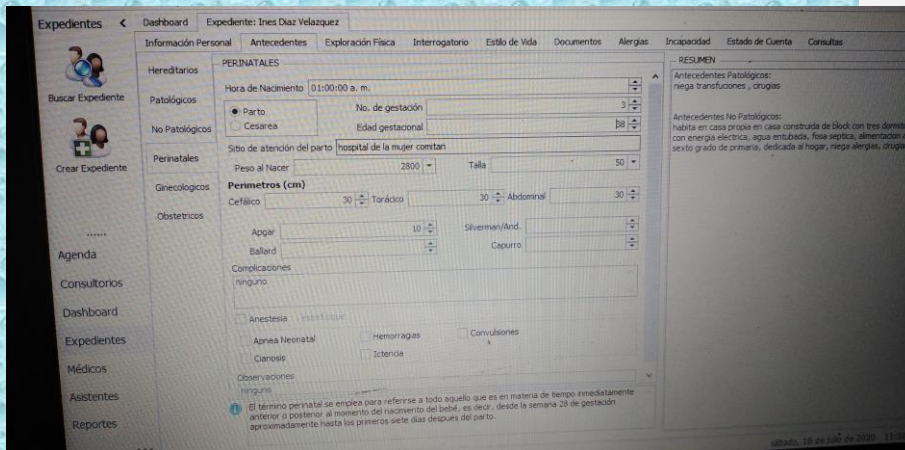 Expedientes < Dashboard Expediente: Ines Diaz Velazquez
Información Personal Antecedentes Exploración Física Interrogatorio Estilo de Vida Documentos Alergias Incapacidad Estado de Cuenta Consultas
Buscar Expediente
Crear Expediente
......
Agenda
Consultorios
Dashboard
Expedientes
Médicos
Asistentes
Reportes
Hereditarios
Patológicos
No Patológicos
Perinatales
Ginecologicos
Obstetricos
PERINATALES
Hora de Nacimiento 01:00:00 a. m.
Parto No. de gestación 3
Cesarea Edad gestacional 38
Sitio de atención del parto hospital de la mujer comitan
Peso al Nacer 2800 Talla 50
Perimetros (cm)
Cefálico 30 Torácico 30 Abdominal 30
Apgar 10 Silverman/And.
Ballard Capurro
Complicaciones
ninguno
Anestesia
Apnea Neonatal Hemorragias Convulsiones
Cianosis Ictericia
Observaciones
ninguno
El término perinatal se emplea para referirse a todo aquello que es en materia de tiempo inmediatamente
anterior o posterior al momento del nacimiento del bebé, es decir, desde la semana 28 de gestación
aproximadamente hasta los primeros siete días después del parto.
RESUMEN
Antecedentes Patológicos:
niega transfuciones , cirugias
Antecedentes No Patológicos:
habita en casa propia en casa construida de block con tres
con energia electrica, agua entubada, fosa septica, alimentacion
sexto grado de primaria, dedicada al hogar, niega alergias,
sábado, 18 de julio de 2020